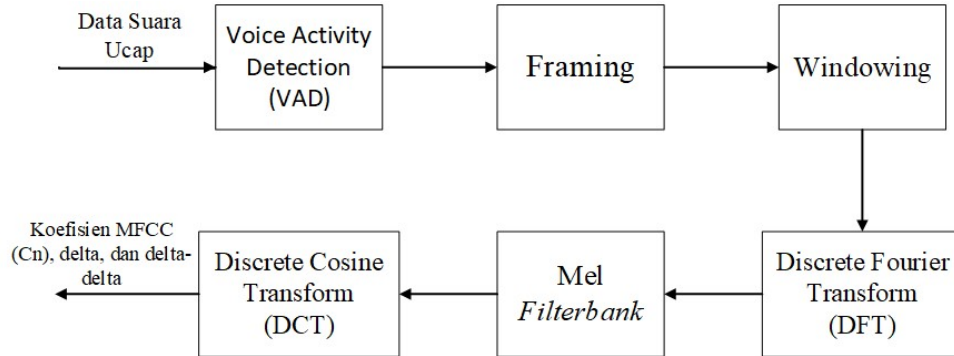 Data Suara
Ucap
Voice Activity
Detection
(VAD)
Framing
Windowing
Discrete Fourier
Transform
(DFT)
Mel
Filterbank
Discrete Cosine
Transform
(DCT)
Koefisien MFCC
(Cn), delta, dan delta-
delta